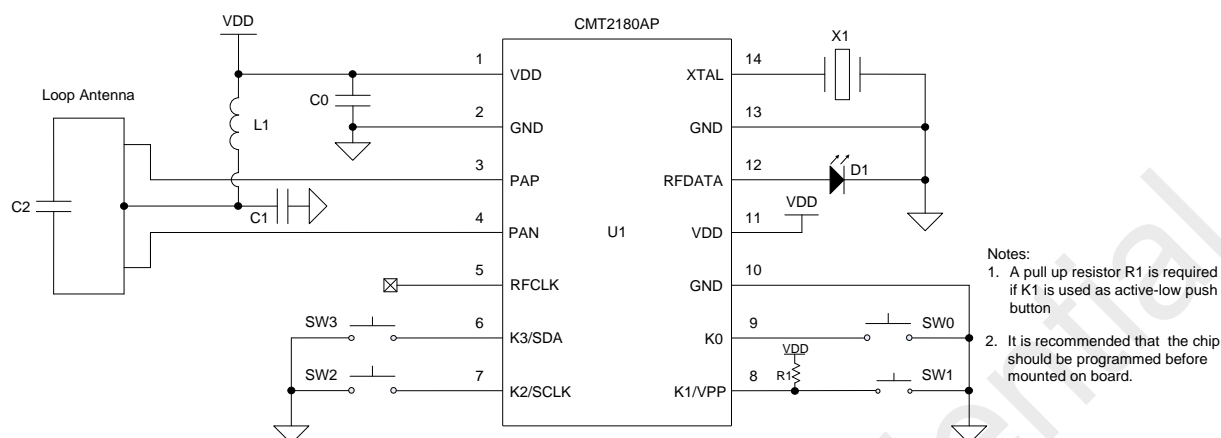 CMT2180AP
VDD
X1
1
14
VDD
XTAL
Loop Antenna
C0
L1
2
13
GND
GND
3
12
PAP
RFDATA
D1
C2
C1
4
VDD
11
PAN
U1
VDD
5
10
RFCLK
GND
SW3
6
9
SW0
K3/SDA
K0
VDD
SW2
7
8
R1
SW1
K2/SCLK
K1/VPP
Notes:
1. A pull up resistor R1 is required
if K1 is used as active-low push
button
2. It is recommended that the chip
should be programmed before
mounted on board.